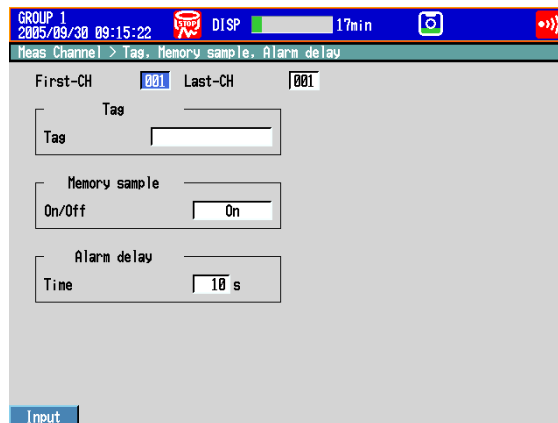 GROUP 1
2005/09/30 09:15:22 STOP DISP 17min
Meas Channel > Tag, Memory sample, Alarm delay
First-CH 001 Last-CH 001
Tag
Tag
Memory sample
On/Off On
Alarm delay
Time 10 s
Input